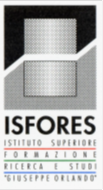 ISFORES
ISTITUTO SUPERIORE
FORMAZIONE
RICERCA E STUDI
"GIUSEPPE ORLANDO"